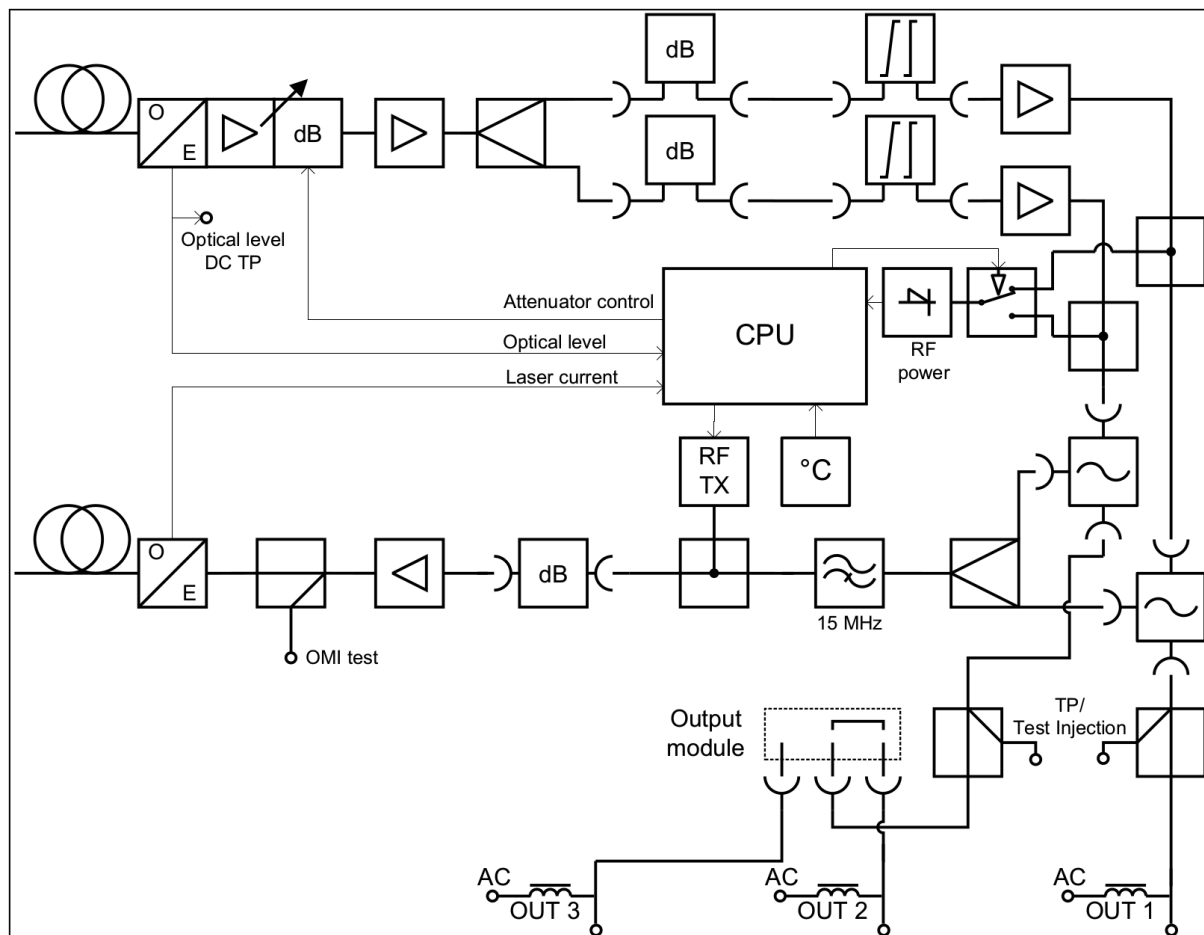 dB
O
E
dB
dB
Optical level
DC TP
Attenuator control
CPU
Optical level
RF
power
Laser current
RF
TX
°C
O
E
dB
15 MHz
OMI test
Output
module
TP/
Test Injection
AC
OUT 3
AC
OUT 2
AC
OUT 1